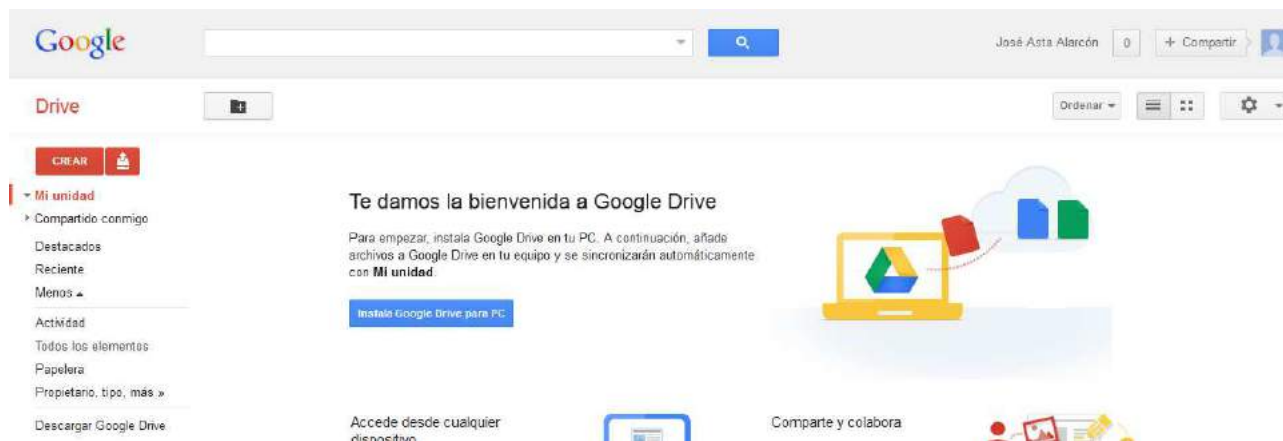 Google
José Asta Alarcón 0 + Compartir
Drive
Ordenar
CREAR
Mi unidad
Compartido conmigo
Destacados
Reciente
Menos
Actividad
Todos los elementos
Papelera
Propietario, tipo, más »
Descargar Google Drive
Te damos la bienvenida a Google Drive
Para empezar, instala Google Drive en tu PC. A continuación, añade
archivos a Google Drive en tu equipo y se sincronizarán automáticamente
con Mi unidad.
Instala Google Drive para PC
Accede desde cualquier
dispositivo
Comparte y colabora